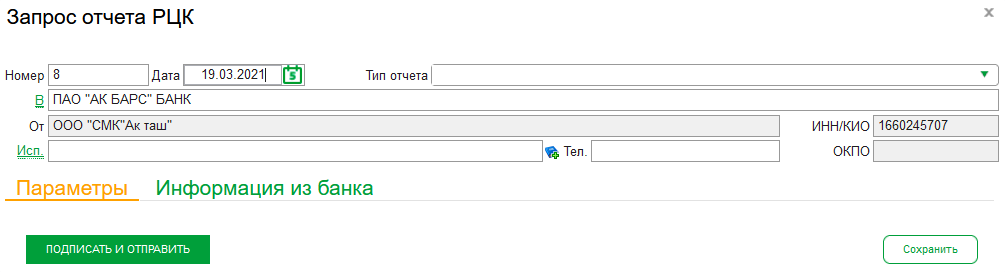 Запрос отчета РЦК
x
Номер 8 Дата 19.03.2021 Тип отчета
В ПАО "АК БАРС" БАНК
От ООО "СМК"Ак таш" ИНН/КИО 1660245707
Исп. Тел. ОКПО
Параметры Информация из банка
ПОДПИСАТЬ И ОТПРАВИТЬ Сохранить